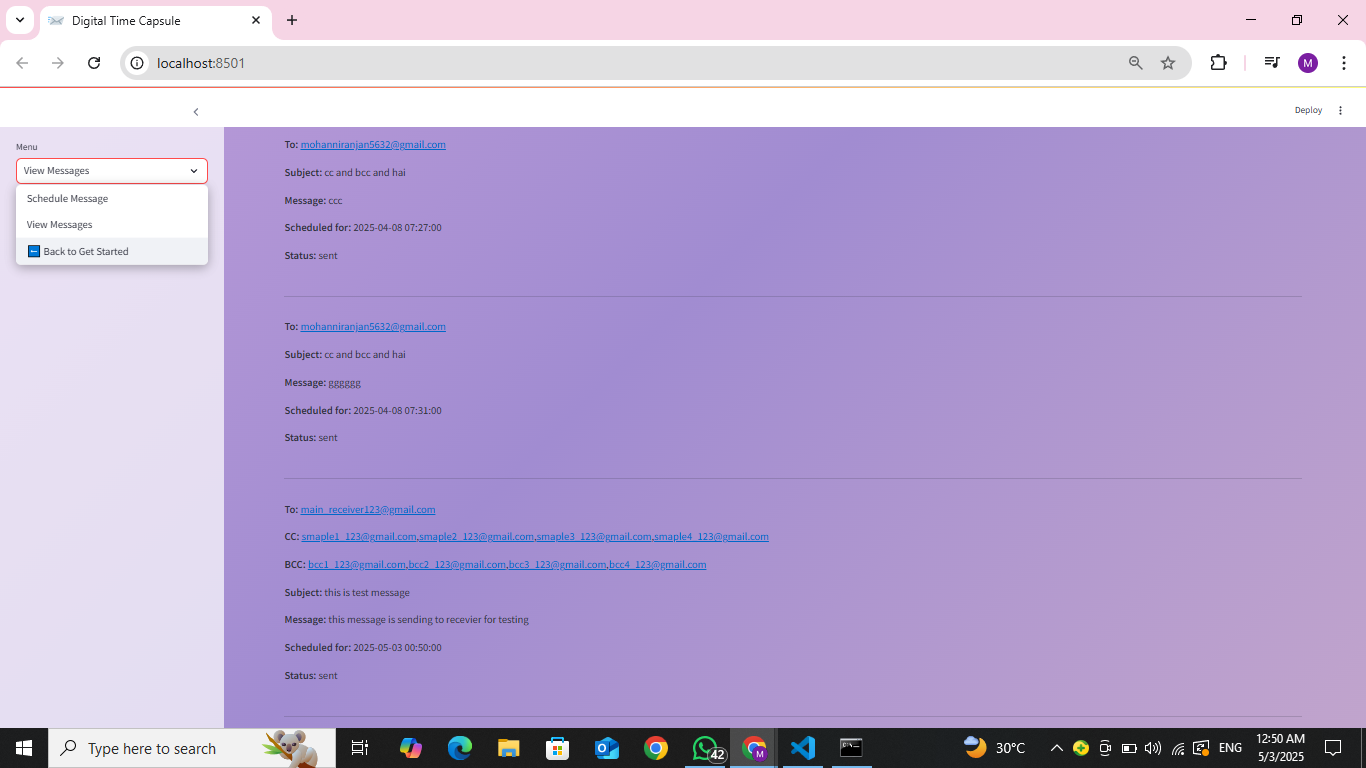 Digital Time Capsule
localhost:8501
M
Deploy
Menu
View Messages
Schedule Message
View Messages
Back to Get Started
To: mohanniranjan5632@gmail.com
Subject: cc and bcc and hai
Message: ccc
Scheduled for: 2025-04-08 07:27:00
Status: sent
To: mohanniranjan5632@gmail.com
Subject: cc and bcc and hai
Message: gggggg
Scheduled for: 2025-04-08 07:31:00
Status: sent
To: main_receiver123@gmail.com
CC: smaple1_123@gmail.com,smaple2_123@gmail.com,smaple3_123@gmail.com,smaple4_123@gmail.com
BCC: bcc1_123@gmail.com,bcc2_123@gmail.com,bcc3_123@gmail.com,bcc4_123@gmail.com
Subject: this is test message
Message: this message is sending to recevier for testing
Scheduled for: 2025-05-03 00:50:00
Status: sent
Type here to search
42
M
30°C
ENG
12:50 AM
5/3/2025